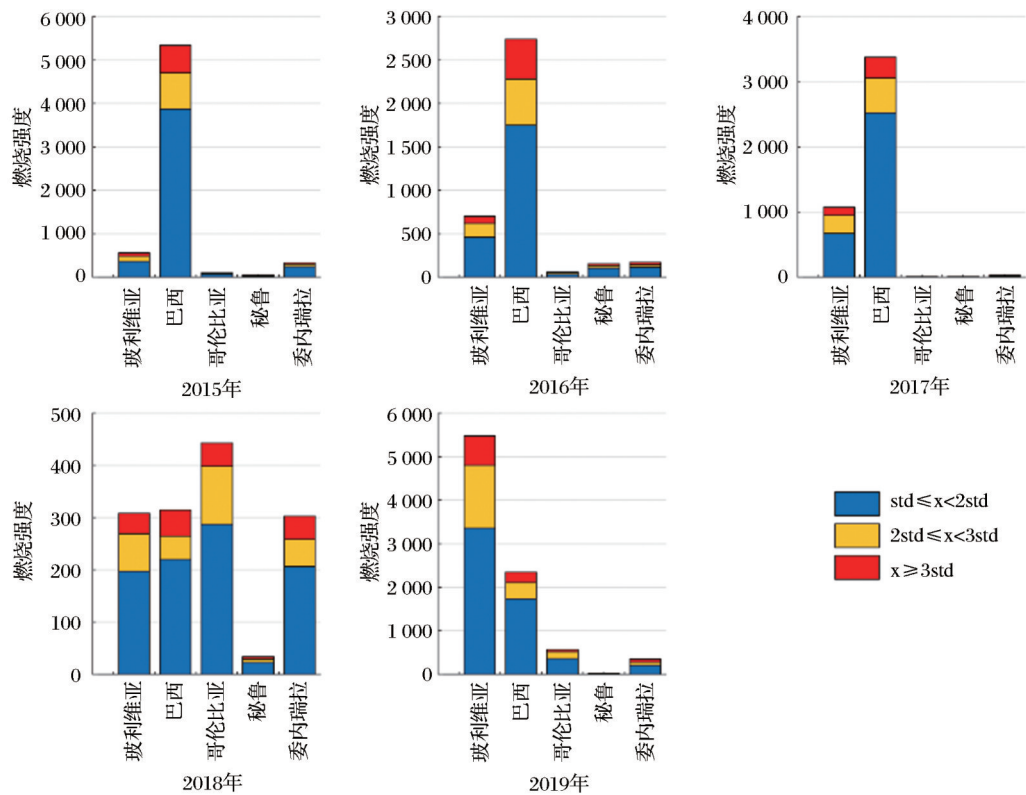 6 000
5 000
4 000
3 000
2 000
1 000
0
燃烧强度
玻利维亚
巴西
哥伦比亚
秘鲁
委内瑞拉
2015年
3 000
2 500
2 000
1 500
1 000
500
0
燃烧强度
玻利维亚
巴西
哥伦比亚
秘鲁
委内瑞拉
2016年
4 000
3 000
2 000
1 000
0
燃烧强度
玻利维亚
巴西
哥伦比亚
秘鲁
委内瑞拉
2017年
500
400
300
200
100
0
燃烧强度
玻利维亚
巴西
哥伦比亚
秘鲁
委内瑞拉
2018年
6 000
5 000
4 000
3 000
2 000
1 000
0
燃烧强度
玻利维亚
巴西
哥伦比亚
秘鲁
委内瑞拉
2019年
std≤x<2std
2std≤x<3std
x≥3std